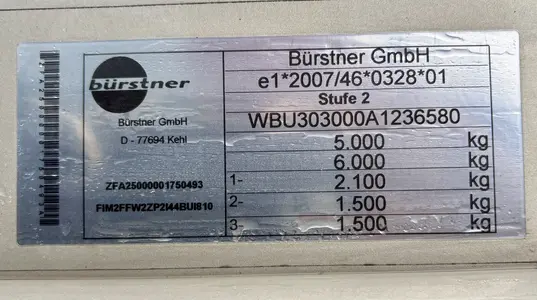 bürstner
Bürstner GmbH
D - 77694 Kehl
ZFA25000001750493
FIM2FFW2ZP2I44BUI810
Bürstner GmbH
e1*2007/46*0328*01
Stufe 2
WBU303000A1236580
5.000 kg
6.000 kg
1- 2.100 kg
2- 1.500 kg
3- 1.500 kg